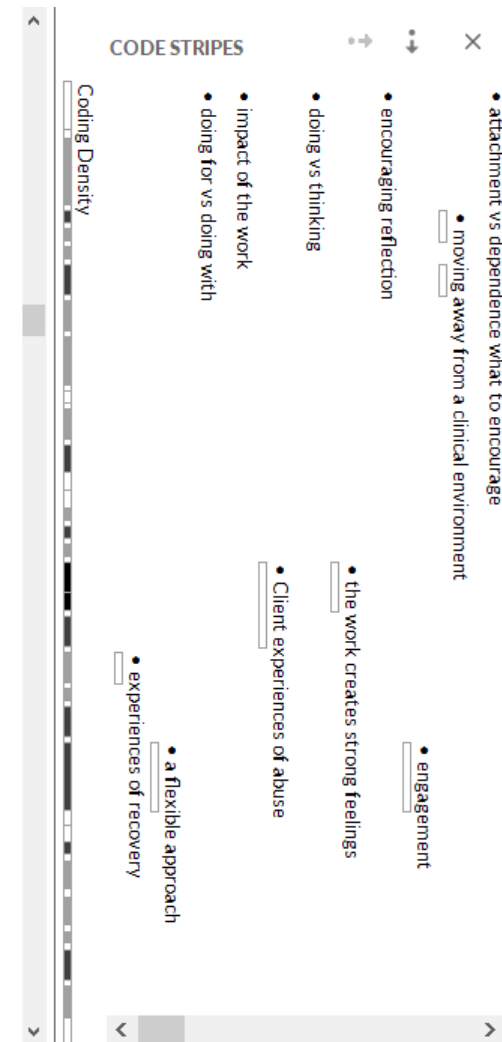 CODE STRIPES
Coding Density
• experiences of recovery
• a flexible approach
• doing for vs doing with
• impact of the work
• Client experiences of abuse
• doing vs thinking
• the work creates strong feelings
• encouraging reflection
• engagement
• moving away from a clinical environment
• attachment vs dependence what to encourage